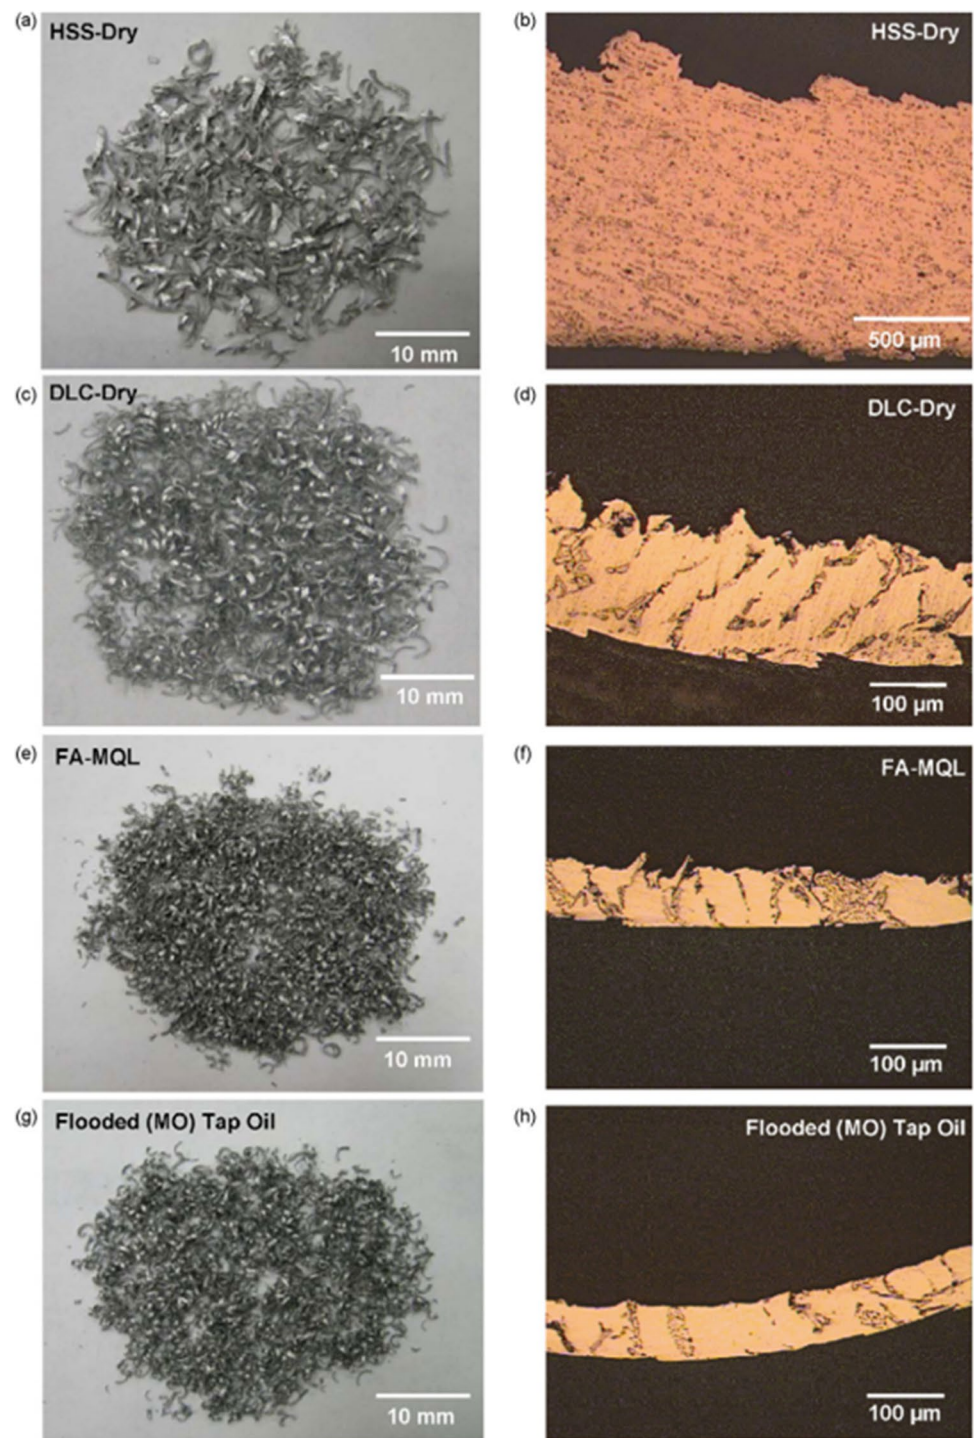 (a)
HSS-Dry
10 mm
(b)
HSS-Dry
500 µm
(c)
DLC-Dry
10 mm
(d)
DLC-Dry
100 µm
(e)
FA-MQL
10 mm
(f)
FA-MQL
100 µm
(g)
Flooded (MO) Tap Oil
10 mm
(h)
Flooded (MO) Tap Oil
100 µm